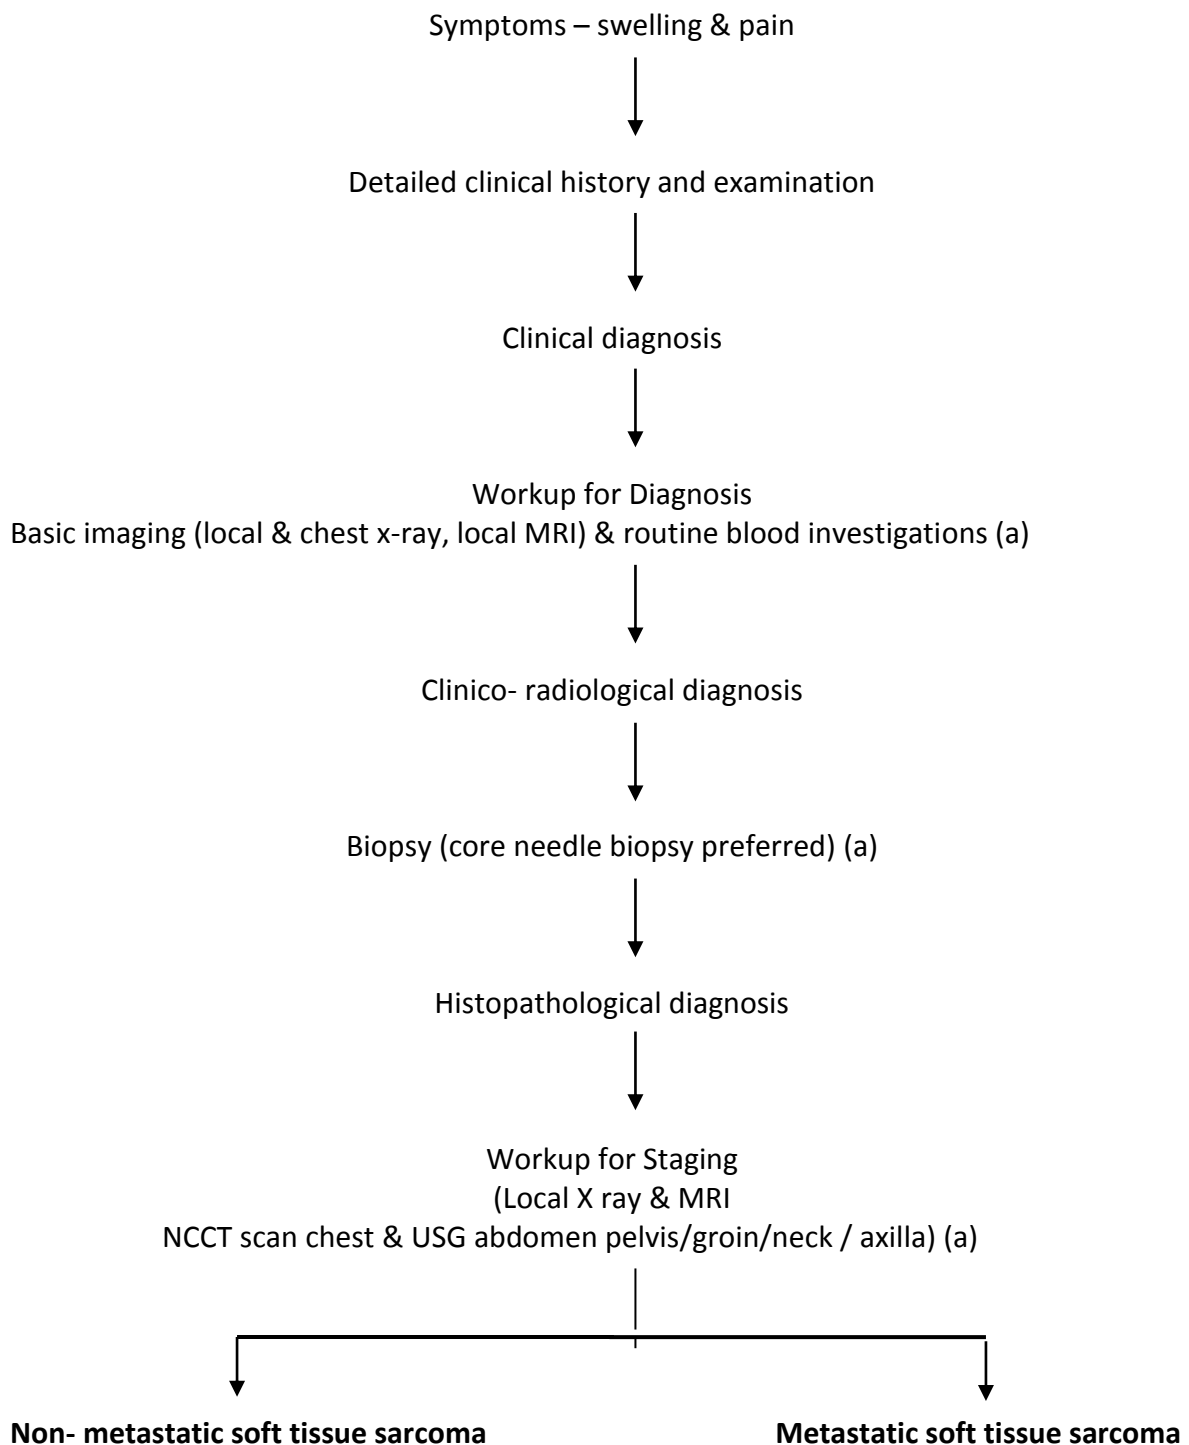 Symptoms – swelling & pain
Detailed clinical history and examination
Clinical diagnosis
Workup for Diagnosis
Basic imaging (local & chest x-ray, local MRI) & routine blood investigations (a)
Clinico- radiological diagnosis
Biopsy (core needle biopsy preferred) (a)
Histopathological diagnosis
Workup for Staging
(Local X ray & MRI
NCCT scan chest & USG abdomen pelvis/groin/neck / axilla) (a)
Non- metastatic soft tissue sarcoma
Metastatic soft tissue sarcoma